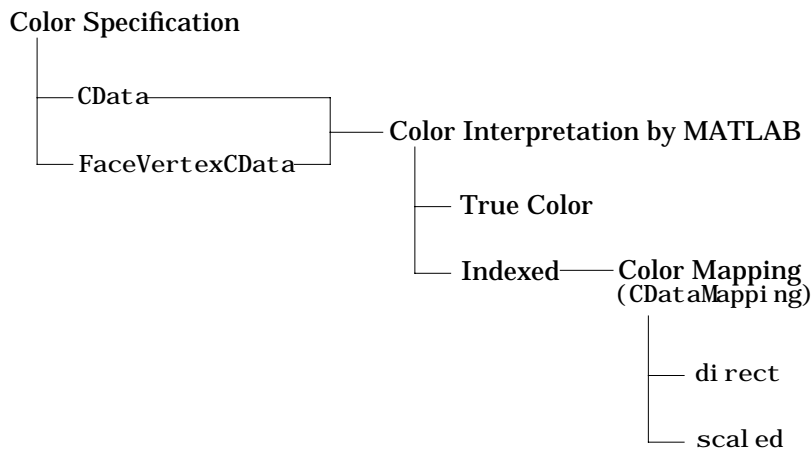 Color Specification
CData
Color Interpretation by MATLAB
FaceVertexCData
True Color
Indexed
Color Mapping
(CDataMapping)
direct
scaled